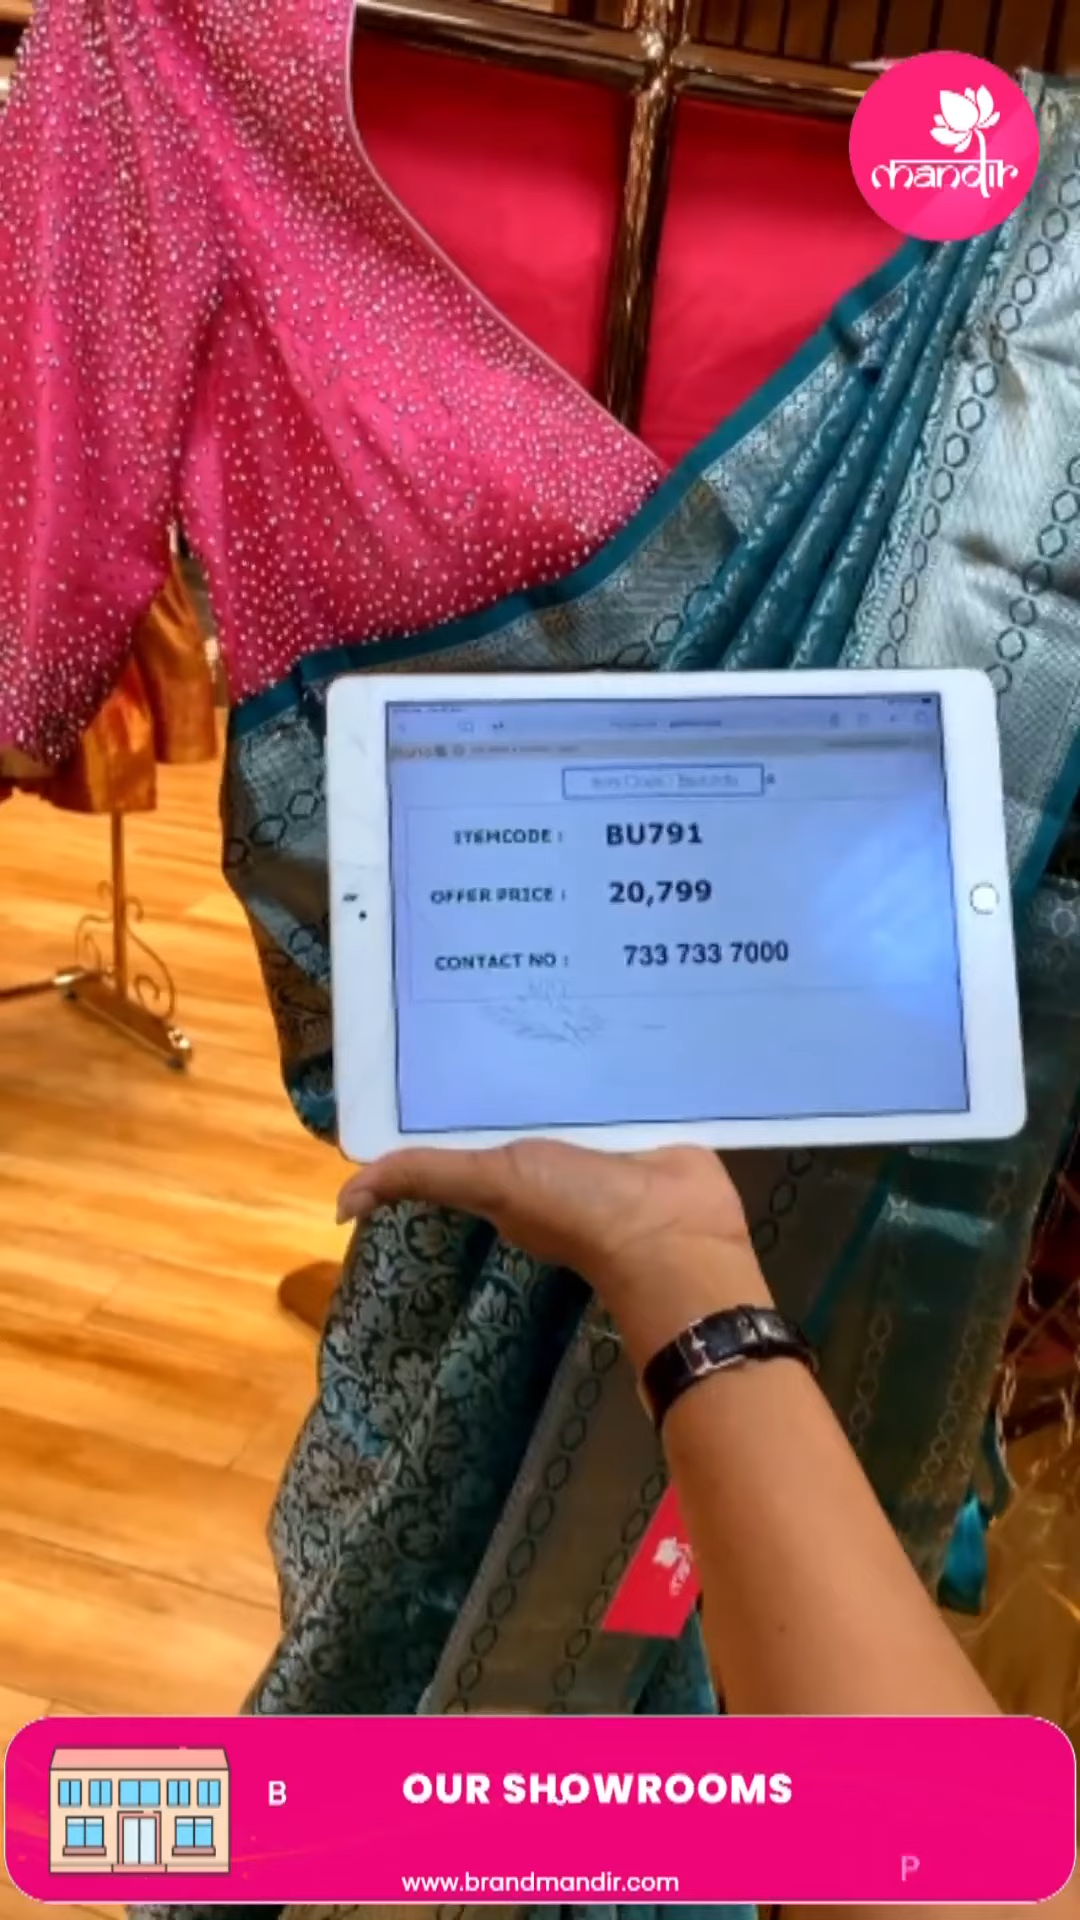 mandir
ITEMCODE : BU791
OFFER PRICE : 20,799
CONTACT NO : 733 733 7000
B OUR SHOWROOMS
P
www.brandmandir.com